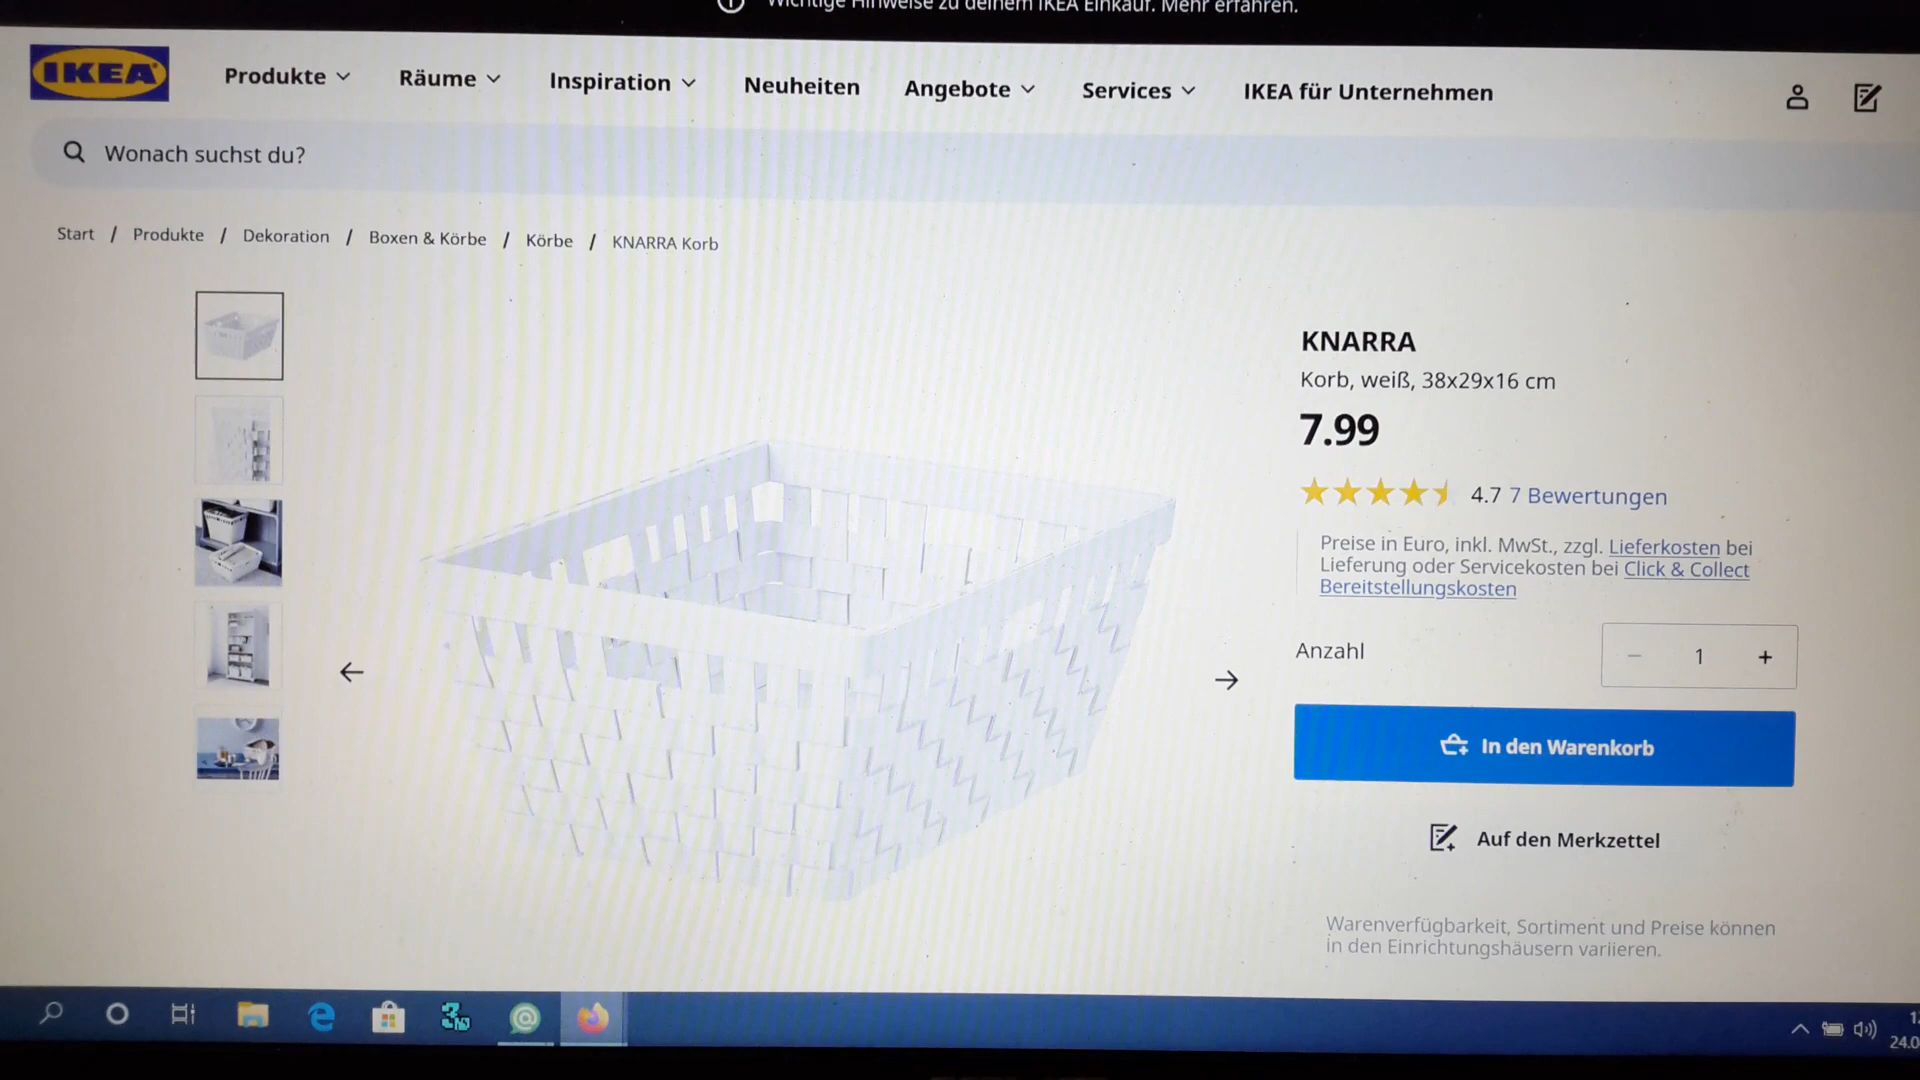 Wichtige Hinweise zu deinem IKEA Einkauf. Mehr erfahren.
IKEA
Produkte
Räume
Inspiration
Neuheiten
Angebote
Services
IKEA für Unternehmen
Wonach suchst du?
Start / Produkte / Dekoration / Boxen & Körbe / Körbe / KNARRA Korb
KNARRA
Korb, weiß, 38x29x16 cm
7.99
4.7 7 Bewertungen
Preise in Euro, inkl. MwSt., zzgl. Lieferkosten bei
Lieferung oder Servicekosten bei Click & Collect
Bereitstellungskosten
Anzahl
− 1 +
In den Warenkorb
Auf den Merkzettel
Warenverfügbarkeit, Sortiment und Preise können
in den Einrichtungshäusern variieren.